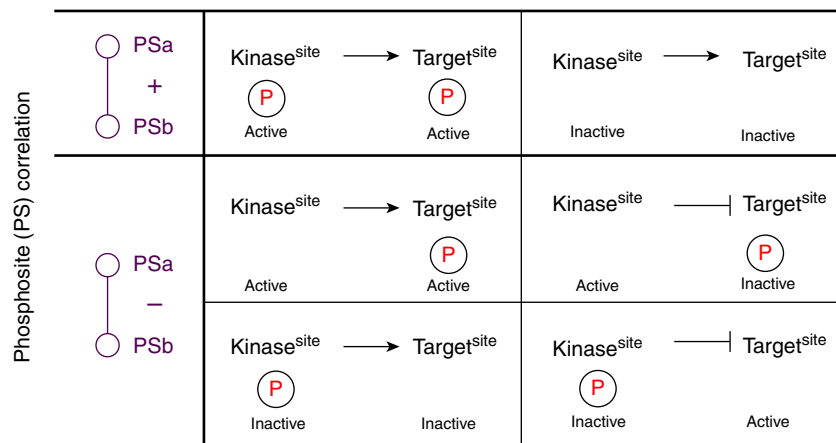 Phosphosite (PS) correlation
PSa
+
PSb
Kinase^site Target^site
P P
Active Active
Kinase^site Target^site
Inactive Inactive
PSa
–
PSb
Kinase^site Target^site
P
Active Active
Kinase^site Target^site
P
Active Inactive
Kinase^site Target^site
P
Inactive Inactive
Kinase^site Target^site
P
Inactive Active